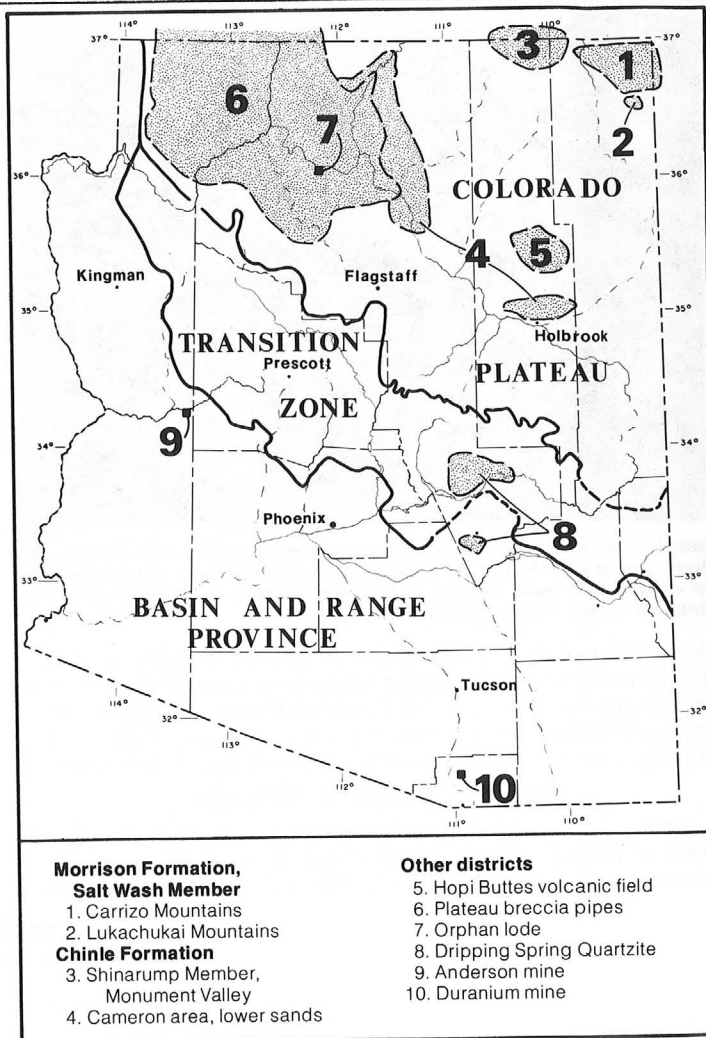 114° 113° 112° 111° 110°
37° 37°
3
1
6
2
7
36° 36°
COLORADO
4 5
Kingman Flagstaff
35° 35°
Holbrook
TRANSITION
Prescott PLATEAU
ZONE
34° 34°
9
Phoenix 8
33° 33°
BASIN AND RANGE
PROVINCE
Tucson
114° 32° 32°
113°
10
112°
111° 110°
Morrison Formation,
Salt Wash Member
1. Carrizo Mountains
2. Lukachukai Mountains
Chinle Formation
3. Shinarump Member,
Monument Valley
4. Cameron area, lower sands
Other districts
5. Hopi Buttes volcanic field
6. Plateau breccia pipes
7. Orphan lode
8. Dripping Spring Quartzite
9. Anderson mine
10. Duranium mine